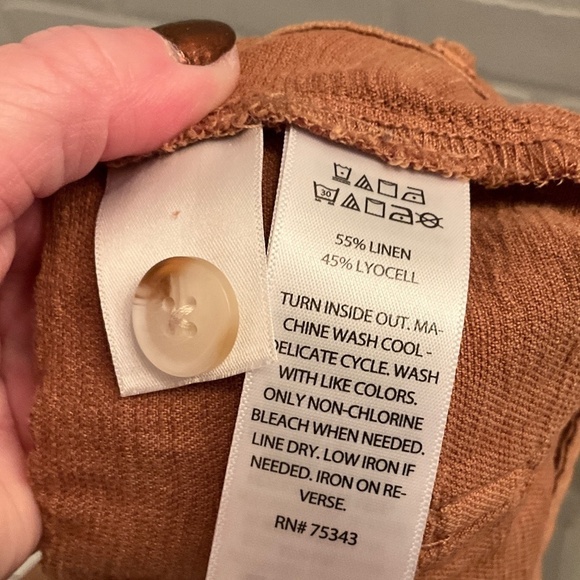 30
55% LINEN
45% LYOCELL
TURN INSIDE OUT. MA-
CHINE WASH COOL -
DELICATE CYCLE. WASH
WITH LIKE COLORS.
ONLY NON-CHLORINE
BLEACH WHEN NEEDED.
LINE DRY. LOW IRON IF
NEEDED. IRON ON RE-
VERSE.
RN# 75343